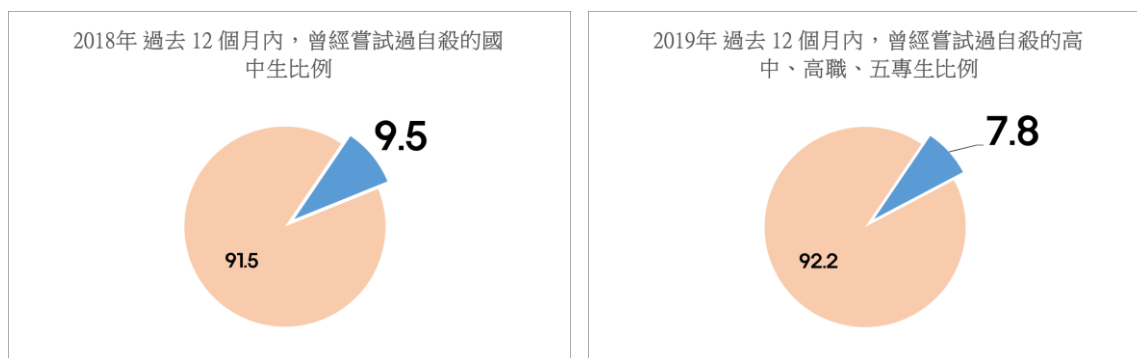 2018年 過去 12 個月內，曾經嘗試過自殺的國
中生比例
9.5
91.5
2019年 過去 12 個月內，曾經嘗試過自殺的高
中、高職、五專生比例
7.8
92.2